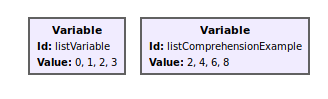 Variable
Id: listVariable
Value: 0, 1, 2, 3
Variable
Id: listComprehensionExample
Value: 2, 4, 6, 8